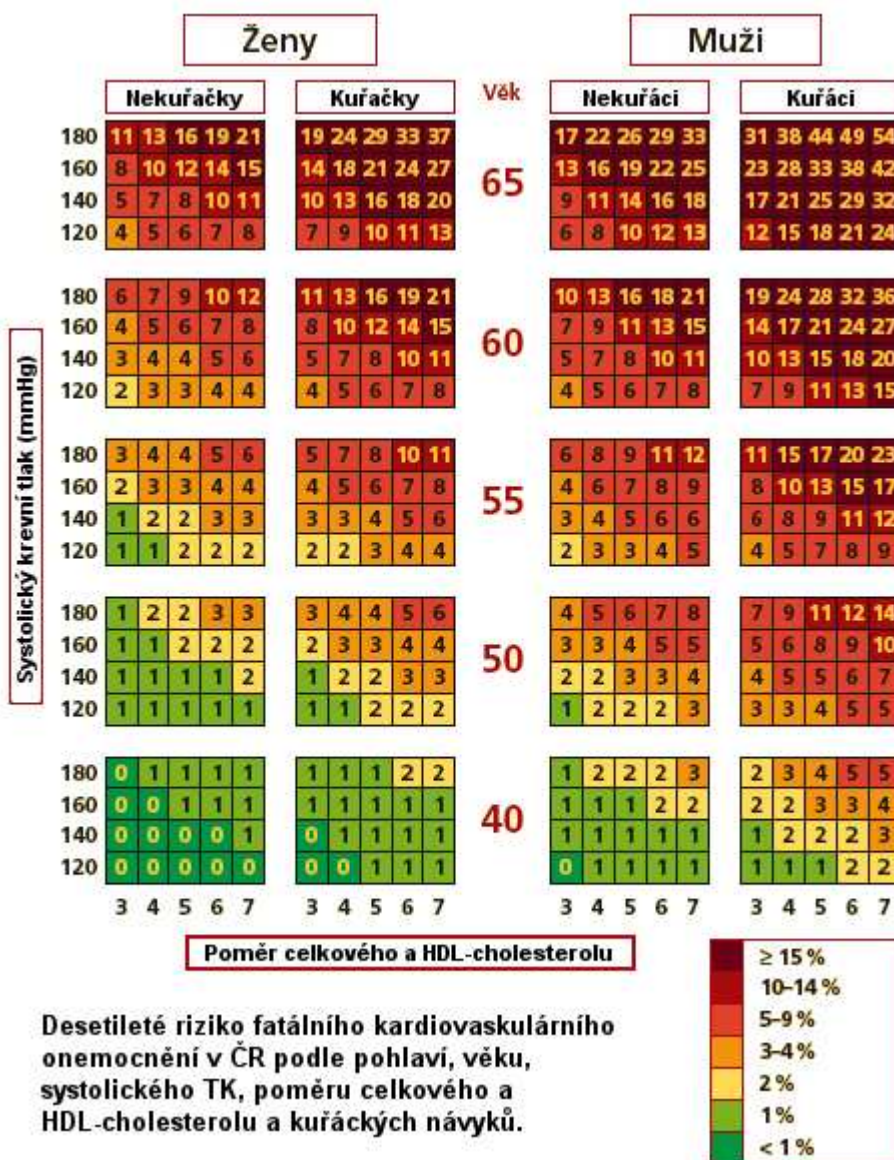 Ženy Muži
Nekuřačky Kuřačky Věk Nekuřáci Kuřáci
180 11 13 16 19 21 19 24 29 33 37 17 22 26 29 33 31 38 44 49 54
160 8 10 12 14 15 14 18 21 24 27 13 16 19 22 25 23 28 33 38 42
65
140 5 7 8 10 11 10 13 16 18 20 9 11 14 16 18 17 21 25 29 32
120 4 5 6 7 8 7 9 10 11 13 6 8 10 12 13 12 15 18 21 24
180 6 7 9 10 12 11 13 16 19 21 10 13 16 18 21 19 24 28 32 36
160 4 5 6 7 8 8 10 12 14 15 7 9 11 13 15 14 17 21 24 27
60
140 3 4 4 5 6 5 7 8 10 11 5 7 8 10 11 10 13 15 18 20
120 2 3 3 4 4 4 5 6 7 8 4 5 6 7 8 7 9 11 13 15
Systolický krevní tlak (mmHg)
180 3 4 4 5 6 5 7 8 10 11 6 8 9 11 12 11 15 17 20 23
160 2 3 3 4 4 4 5 6 7 8 4 6 7 8 9 8 10 13 15 17
55
140 1 2 2 3 3 3 3 4 5 6 3 4 5 6 6 6 8 9 11 12
120 1 1 2 2 2 2 2 3 4 4 2 3 3 4 5 4 5 7 8 9
180 1 2 2 3 3 3 4 4 5 6 4 5 6 7 8 7 9 11 12 14
160 1 1 2 2 2 2 3 3 4 4 3 3 4 5 5 5 6 8 9 10
50
140 1 1 1 1 2 1 2 2 3 3 2 2 3 3 4 4 5 5 6 7
120 1 1 1 1 1 1 1 2 2 2 1 2 2 2 3 3 3 4 5 5
180 0 1 1 1 1 1 1 1 2 2 1 2 2 2 3 2 3 4 5 5
160 0 0 1 1 1 1 1 1 1 1 1 1 1 2 2 2 2 3 3 4
40
140 0 0 0 0 1 0 1 1 1 1 1 1 1 1 1 1 2 2 2 3
120 0 0 0 0 0 0 0 1 1 1 0 1 1 1 1 1 1 1 2 2
3 4 5 6 7 3 4 5 6 7 3 4 5 6 7 3 4 5 6 7
Poměr celkového a HDL-cholesterolu
≥ 15 %
10–14 %
5–9 %
3–4 %
2 %
1 %
< 1 %
Desetileté riziko fatálního kardiovaskulárního
onemocnění v ČR podle pohlaví, věku,
systolického TK, poměru celkového a
HDL-cholesterolu a kuřáckých návyků.